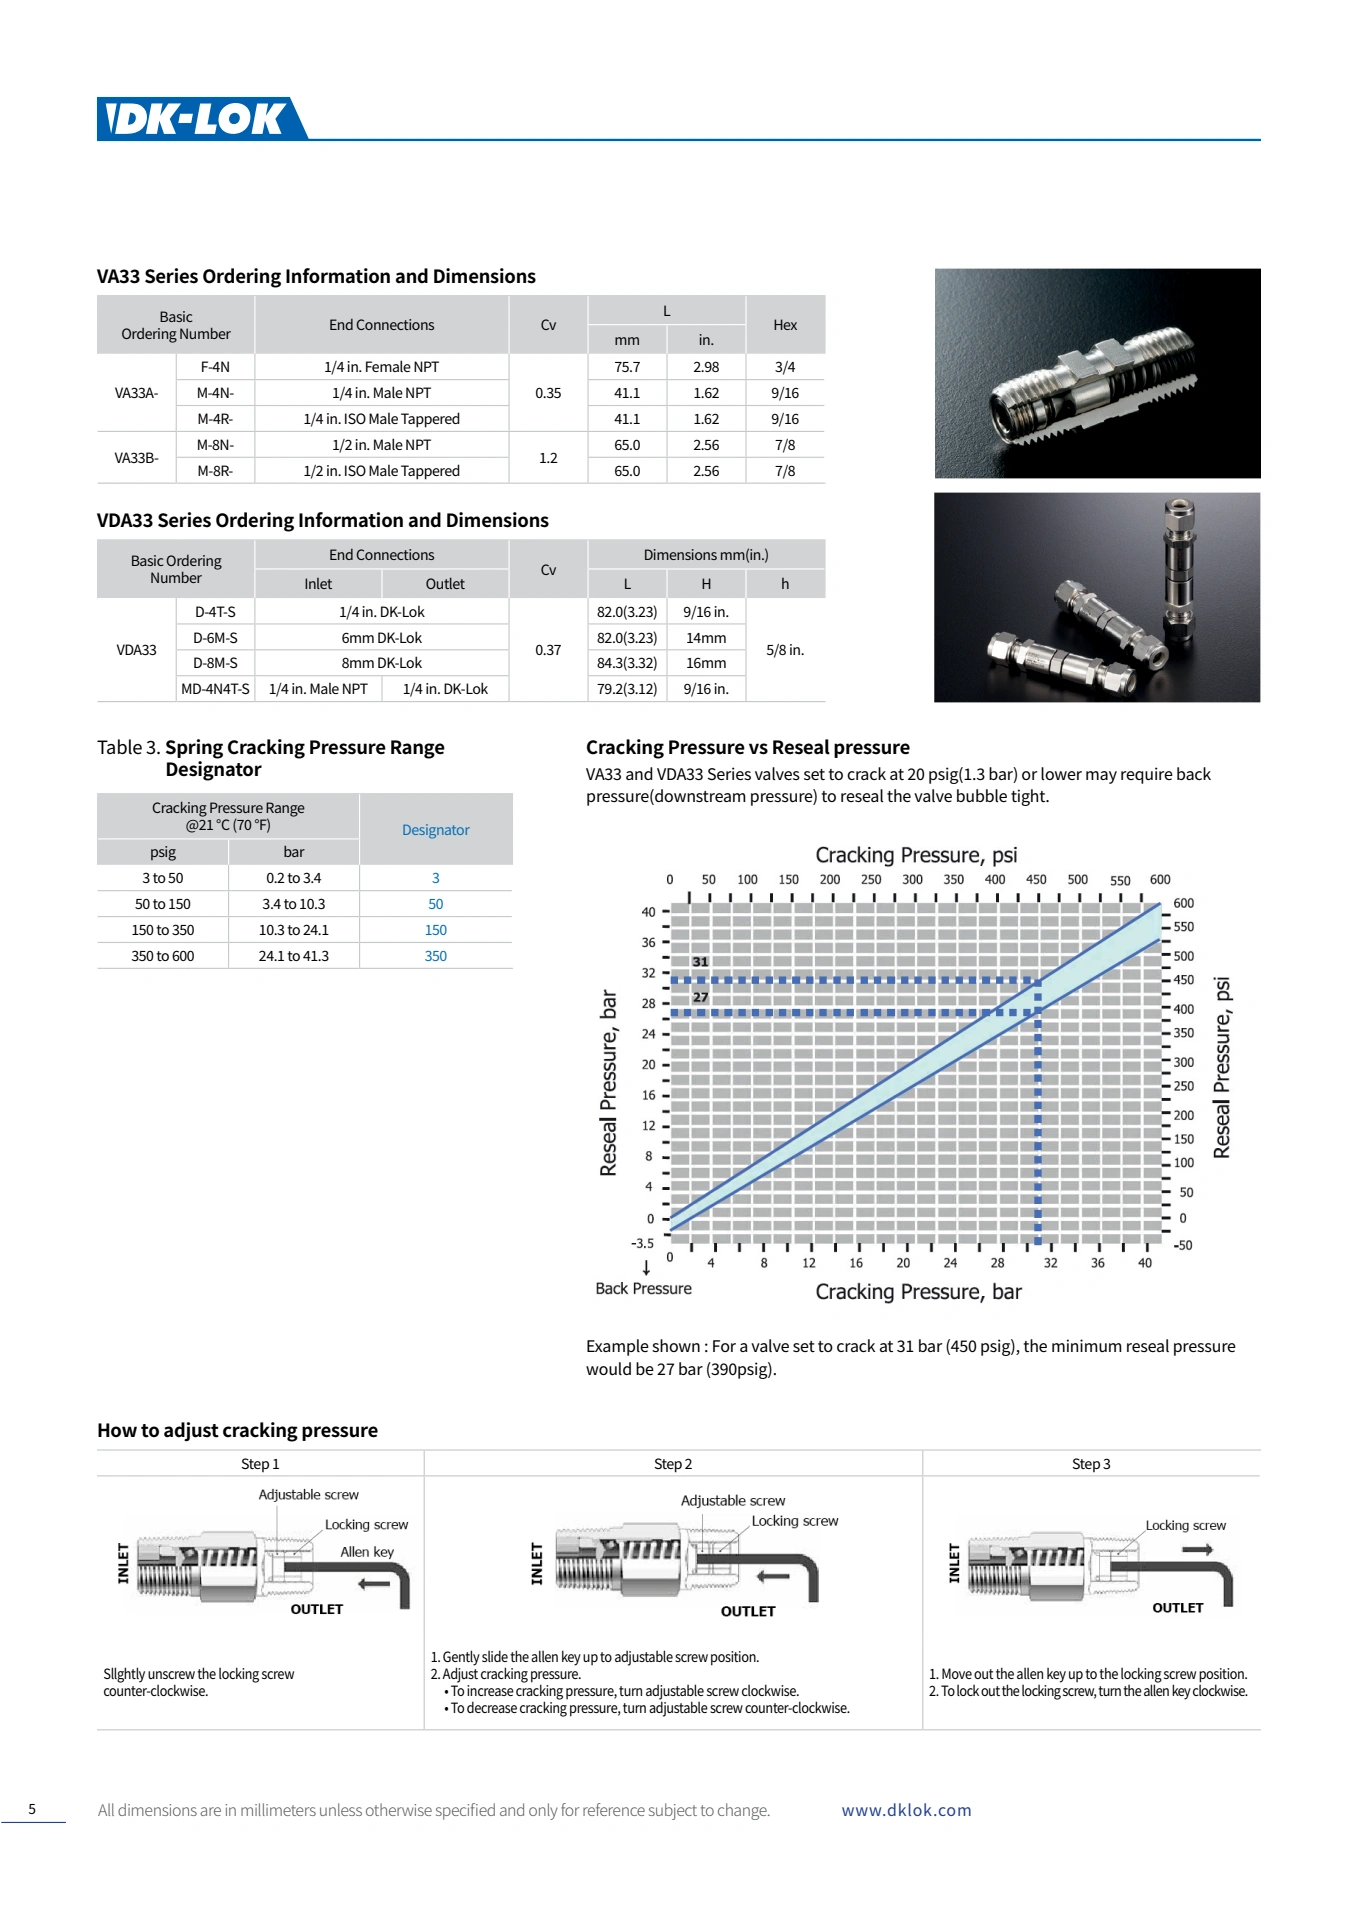 DK-LOK
VA33 Series Ordering Information and Dimensions
Basic
Ordering Number
End Connections
Cv
L
Hex
mm
in.
VA33A-
F-4N
1/4 in. Female NPT
0.35
75.7
2.98
3/4
M-4N-
1/4 in. Male NPT
41.1
1.62
9/16
M-4R-
1/4 in. ISO Male Tappered
41.1
1.62
9/16
VA33B-
M-8N-
1/2 in. Male NPT
1.2
65.0
2.56
7/8
M-8R-
1/2 in. ISO Male Tappered
65.0
2.56
7/8
VDA33 Series Ordering Information and Dimensions
Basic Ordering
Number
End Connections
Cv
Dimensions mm(in.)
Inlet
Outlet
L
H
h
VDA33
D-4T-S
1/4 in. DK-Lok
0.37
82.0(3.23)
9/16 in.
5/8 in.
D-6M-S
6mm DK-Lok
82.0(3.23)
14mm
D-8M-S
8mm DK-Lok
84.3(3.32)
16mm
MD-4N4T-S
1/4 in. Male NPT
1/4 in. DK-Lok
79.2(3.12)
9/16 in.
Table 3. Spring Cracking Pressure Range
Designator
Cracking Pressure Range
@21 °C (70 °F)
Designator
psig
bar
3 to 50
0.2 to 3.4
3
50 to 150
3.4 to 10.3
50
150 to 350
10.3 to 24.1
150
350 to 600
24.1 to 41.3
350
Cracking Pressure vs Reseal pressure
VA33 and VDA33 Series valves set to crack at 20 psig(1.3 bar) or lower may require back
pressure(downstream pressure) to reseal the valve bubble tight.
Cracking Pressure, psi
0 50 100 150 200 250 300 350 400 450 500 550 600
Reseal Pressure, bar
40
36
32
28
24
20
16
12
8
4
0
-3.5
Back Pressure
31
27
600
550
500
450
400
350
300
250
200
150
100
50
0
-50
Reseal Pressure, psi
0 4 8 12 16 20 24 28 32 36 40
Cracking Pressure, bar
Example shown : For a valve set to crack at 31 bar (450 psig), the minimum reseal pressure
would be 27 bar (390psig).
How to adjust cracking pressure
Step 1
Step 2
Step 3
Adjustable screw
Locking screw
Allen key
INLET
OUTLET
Adjustable screw
Locking screw
INLET
OUTLET
Locking screw
INLET
OUTLET
Sllghtly unscrew the locking screw
counter-clockwise.
1. Gently slide the allen key up to adjustable screw position.
2. Adjust cracking pressure.
• To increase cracking pressure, turn adjustable screw clockwise.
• To decrease cracking pressure, turn adjustable screw counter-clockwise.
1. Move out the allen key up to the locking screw position.
2. To lock out the locking screw, turn the allen key clockwise.
5
All dimensions are in millimeters unless otherwise specified and only for reference subject to change.
www.dklok.com